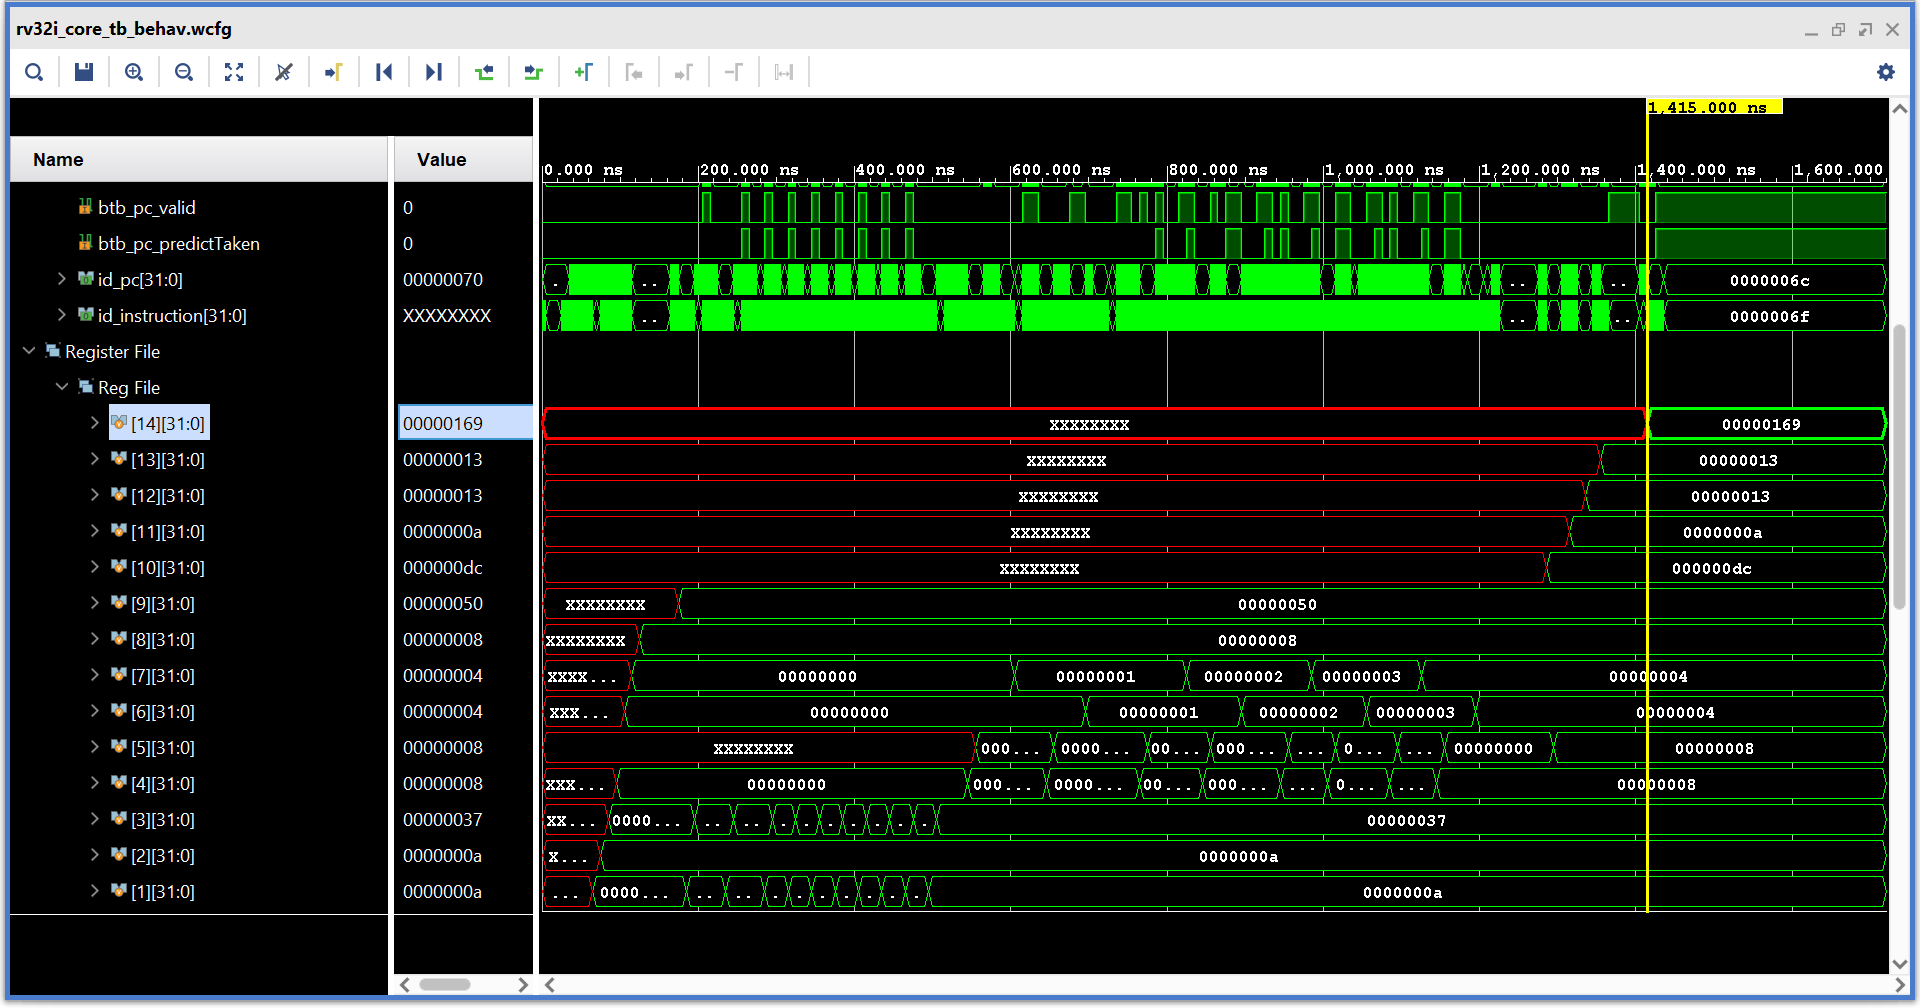 rv32i_core_tb_behav.wcfg
1,415.000 ns
Name Value
0.000 ns 200.000 ns 400.000 ns 600.000 ns 800.000 ns 1,000.000 ns 1,200.000 ns 1,400.000 ns 1,600.000
btb_pc_valid 0
btb_pc_predictTaken 0
id_pc[31:0] 00000070 . .. .. .. 0000006c
id_instruction[31:0] XXXXXXXX .. .. .. 0000006f
Register File
Reg File
[14][31:0] 00000169 XXXXXXXX 00000169
[13][31:0] 00000013 XXXXXXXX 00000013
[12][31:0] 00000013 XXXXXXXX 00000013
[11][31:0] 0000000a XXXXXXXX 0000000a
[10][31:0] 000000dc XXXXXXXX 000000dc
[9][31:0] 00000050 XXXXXXXX 00000050
[8][31:0] 00000008 XXXXXXXX 00000008
[7][31:0] 00000004 XXXX... 00000000 00000001 00000002 00000003 00000004
[6][31:0] 00000004 XXX... 00000000 00000001 00000002 00000003 00000004
[5][31:0] 00000008 XXXXXXXX 000... 0000... 00... 000... ... 0... ... 00000000 00000008
[4][31:0] 00000008 XXX... 00000000 000... 0000... 00... 000... ... 0... ... 00000008
[3][31:0] 00000037 XX... 0000... .. .. . . . . . . . 00000037
[2][31:0] 0000000a X... 0000000a
[1][31:0] 0000000a ... 0000... .. .. . . . . . . . 0000000a